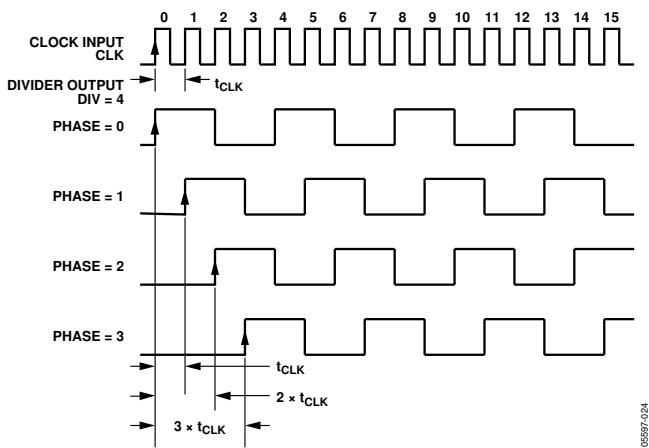 0 1 2 3 4 5 6 7 8 9 10 11 12 13 14 15
CLOCK INPUT
CLK
DIVIDER OUTPUT
DIV = 4
tCLK
PHASE = 0
PHASE = 1
PHASE = 2
PHASE = 3
tCLK
2 × tCLK
3 × tCLK
05597-024